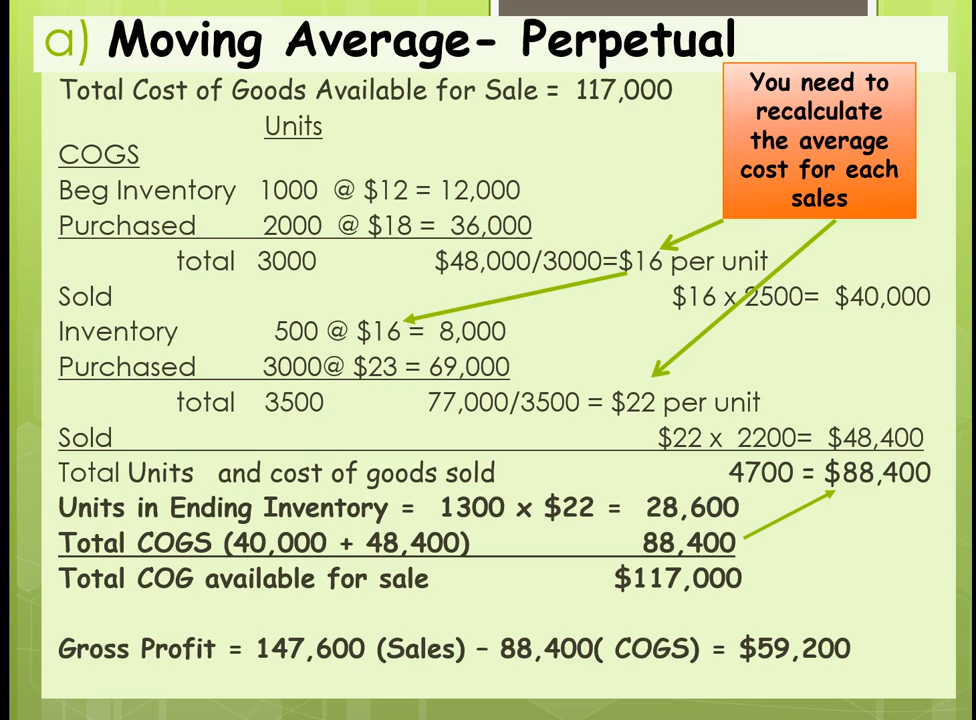 a) Moving Average- Perpetual
Total Cost of Goods Available for Sale = 117,000
You need to
recalculate
the average
cost for each
sales
Units
COGS
Beg Inventory 1000 @ $12 = 12,000
Purchased 2000 @ $18 = 36,000
total 3000 $48,000/3000=$16 per unit
Sold $16 x 2500= $40,000
Inventory 500 @ $16 = 8,000
Purchased 3000@ $23 = 69,000
total 3500 77,000/3500 = $22 per unit
Sold $22 x 2200= $48,400
Total Units and cost of goods sold 4700 = $88,400
Units in Ending Inventory = 1300 x $22 = 28,600
Total COGS (40,000 + 48,400) 88,400
Total COG available for sale $117,000
Gross Profit = 147,600 (Sales) – 88,400( COGS) = $59,200